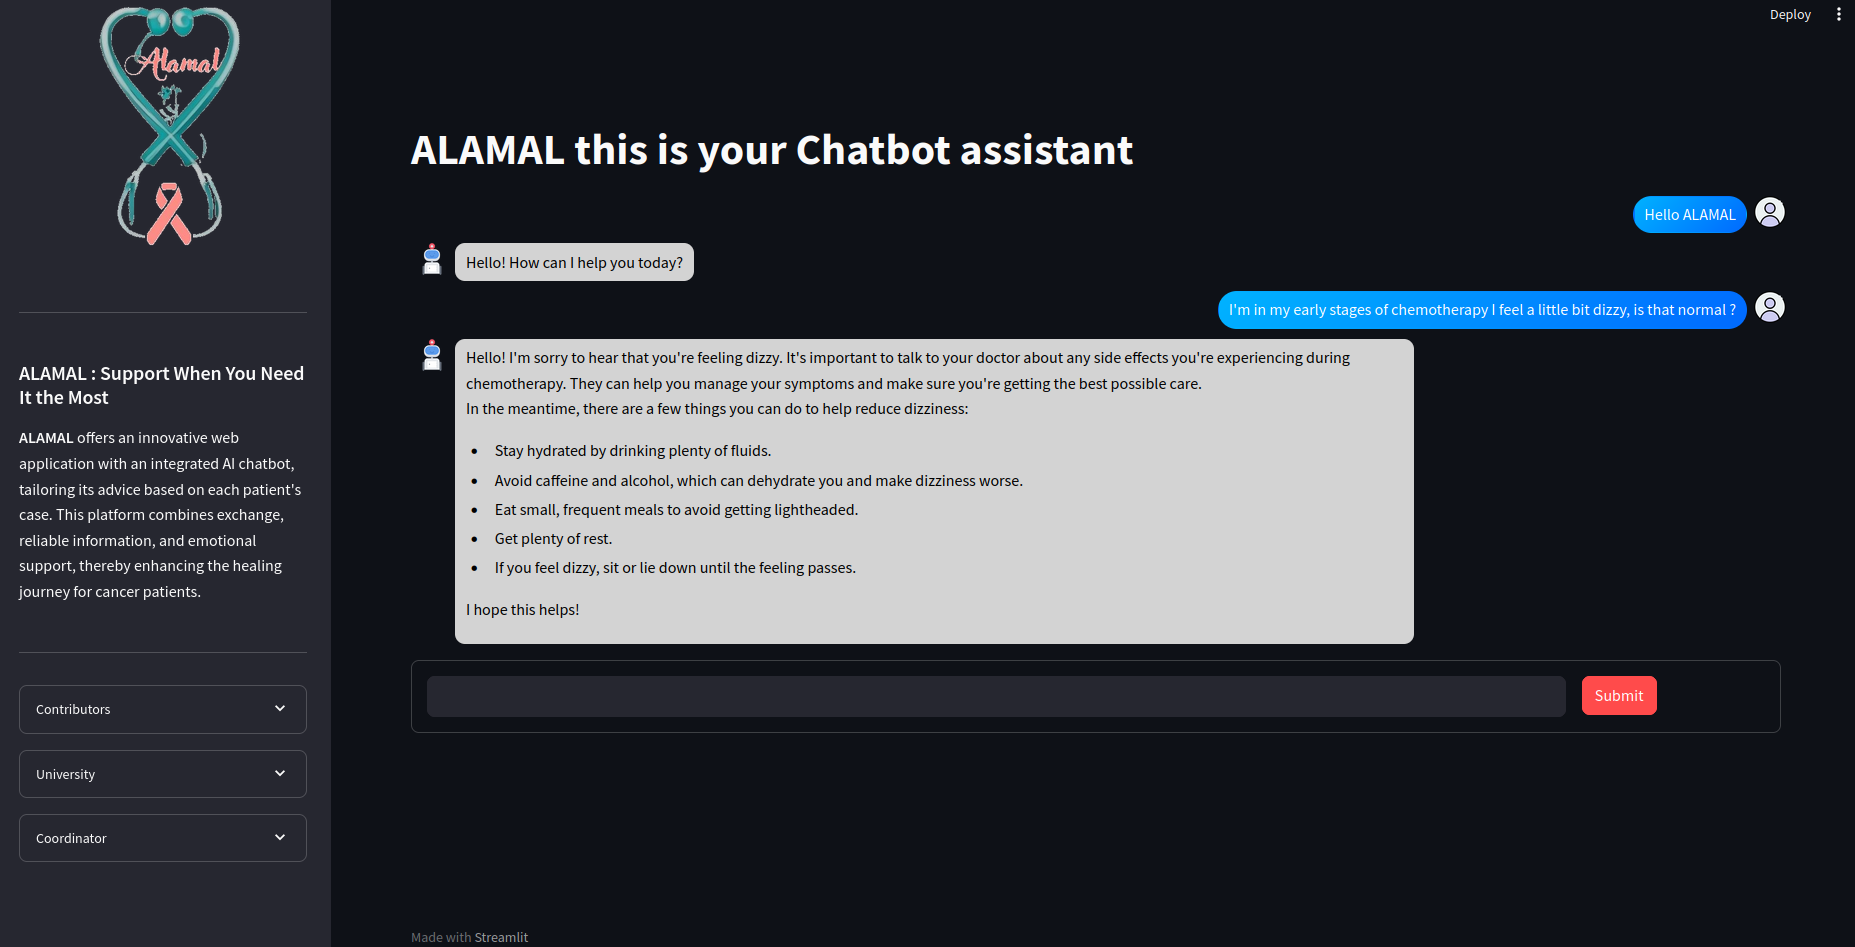 Alamal
ALAMAL : Support When You Need
It the Most
ALAMAL offers an innovative web
application with an integrated AI chatbot,
tailoring its advice based on each patient's
case. This platform combines exchange,
reliable information, and emotional
support, thereby enhancing the healing
journey for cancer patients.
Contributors
University
Coordinator
Deploy
ALAMAL this is your Chatbot assistant
Hello ALAMAL
Hello! How can I help you today?
I'm in my early stages of chemotherapy I feel a little bit dizzy, is that normal ?
Hello! I'm sorry to hear that you're feeling dizzy. It's important to talk to your doctor about any side effects you're experiencing during
chemotherapy. They can help you manage your symptoms and make sure you're getting the best possible care.
In the meantime, there are a few things you can do to help reduce dizziness:
• Stay hydrated by drinking plenty of fluids.
• Avoid caffeine and alcohol, which can dehydrate you and make dizziness worse.
• Eat small, frequent meals to avoid getting lightheaded.
• Get plenty of rest.
• If you feel dizzy, sit or lie down until the feeling passes.
I hope this helps!
Submit
Made with Streamlit